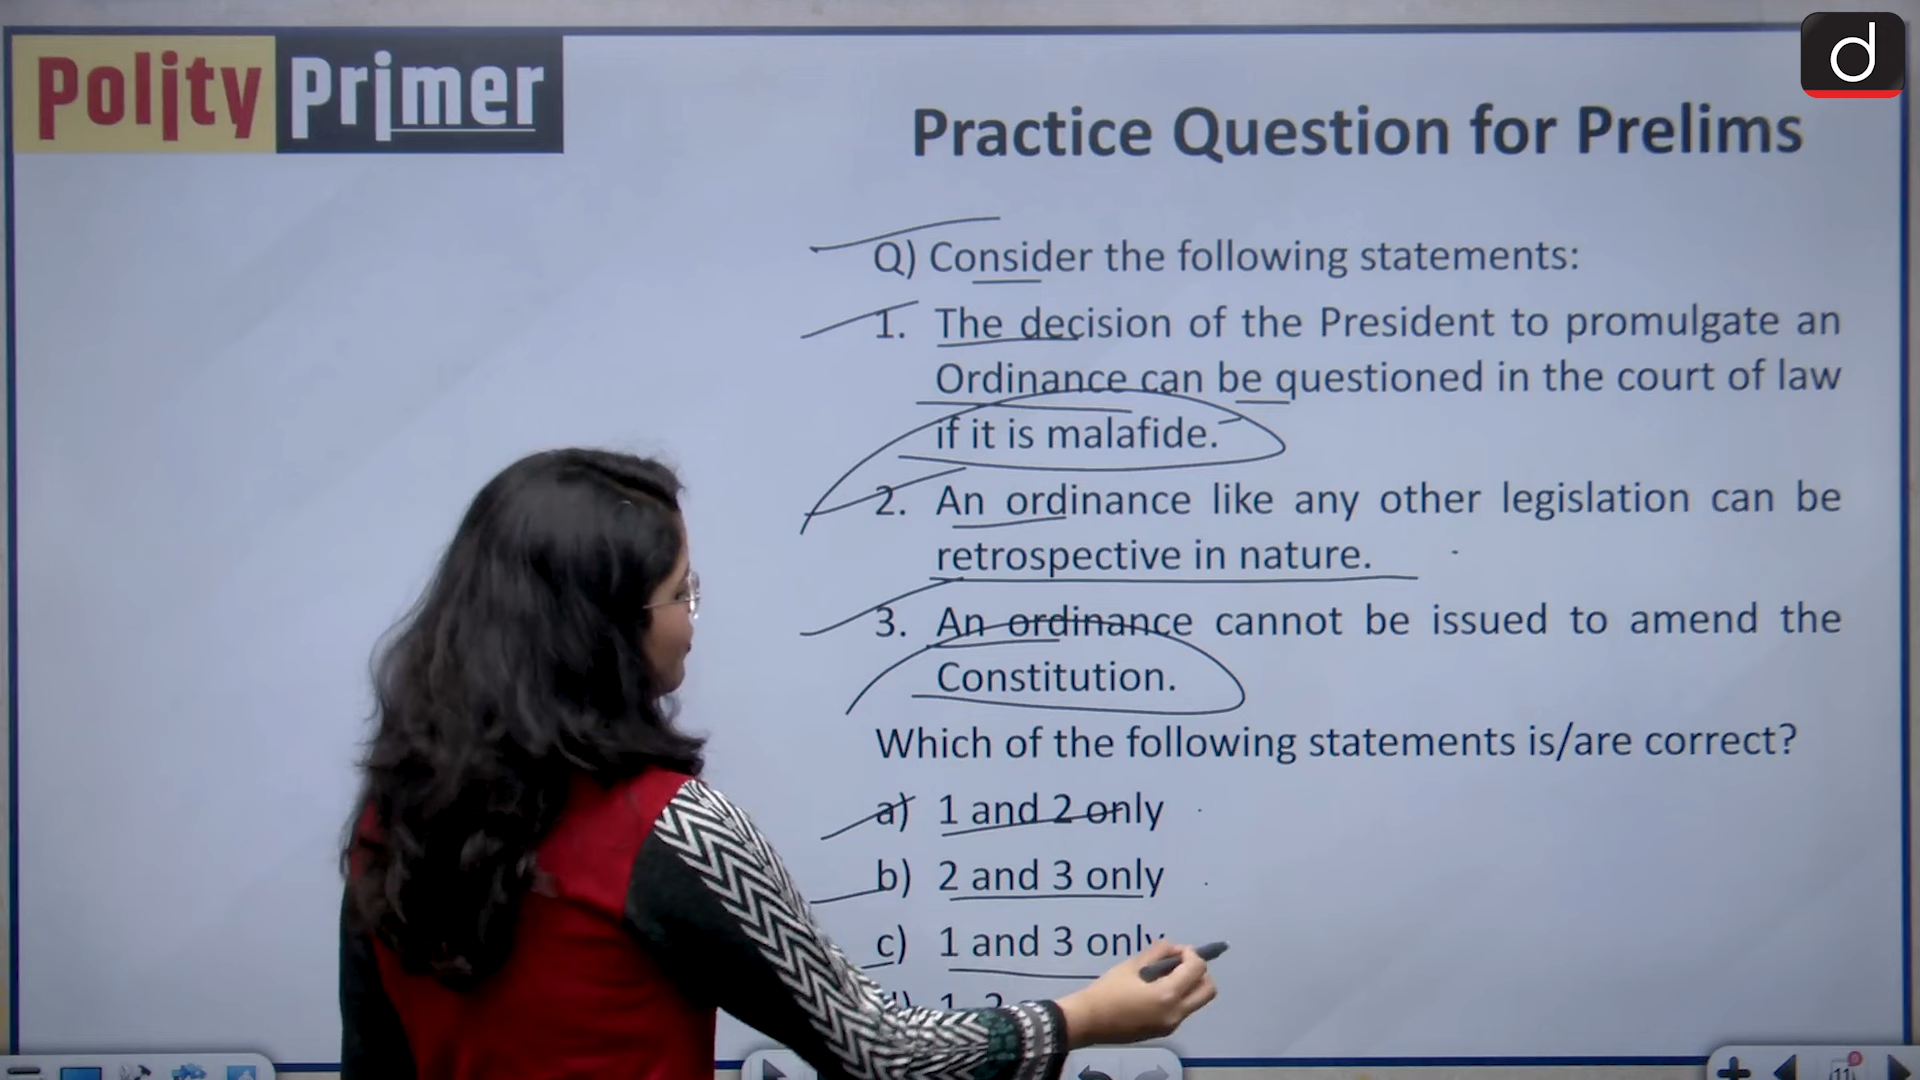 Polity Primer
d
Practice Question for Prelims
Q) Consider the following statements:
1. The decision of the President to promulgate an
Ordinance can be questioned in the court of law
if it is malafide.
2. An ordinance like any other legislation can be
retrospective in nature.
3. An ordinance cannot be issued to amend the
Constitution.
Which of the following statements is/are correct?
a) 1 and 2 only
b) 2 and 3 only
c) 1 and 3 only
11